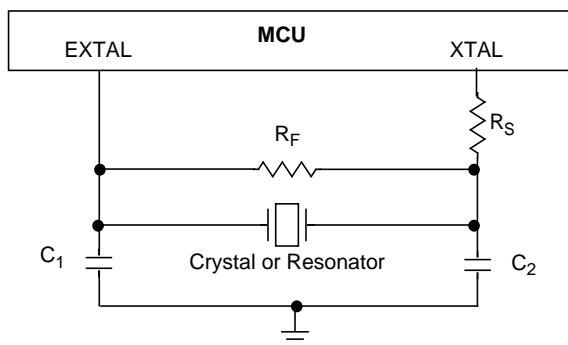 MCU
EXTAL XTAL
R_S
R_F
C_1
Crystal or Resonator
C_2